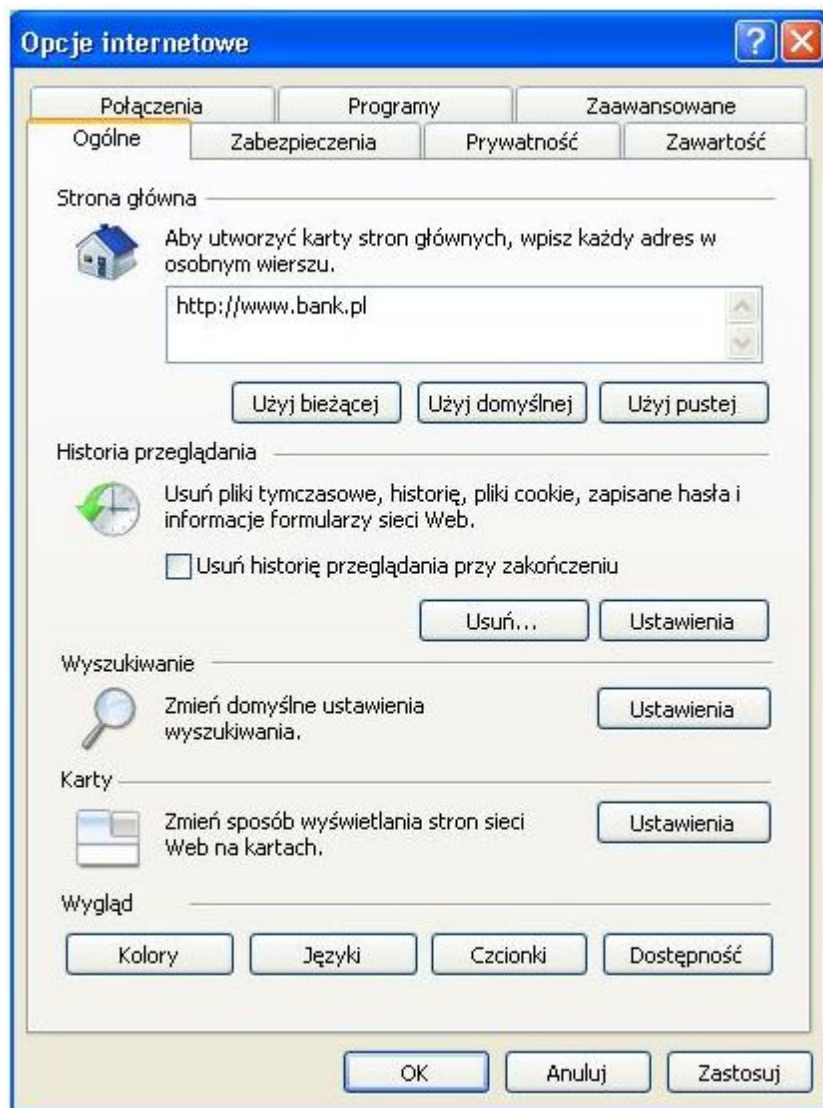 Opcje internetowe
Połączenia Programy Zaawansowane
Ogólne Zabezpieczenia Prywatność Zawartość
Strona główna
Aby utworzyć karty stron głównych, wpisz każdy adres w
osobnym wierszu.
http://www.bank.pl
Użyj bieżącej Użyj domyślnej Użyj pustej
Historia przeglądania
Usuń pliki tymczasowe, historię, pliki cookie, zapisane hasła i
informacje formularzy sieci Web.
Usuń historię przeglądania przy zakończeniu
Usuń... Ustawienia
Wyszukiwanie
Zmień domyślne ustawienia
wyszukiwania.
Ustawienia
Karty
Zmień sposób wyświetlania stron sieci
Web na kartach.
Ustawienia
Wygląd
Kolory Języki Czcionki Dostępność
OK Anuluj Zastosuj